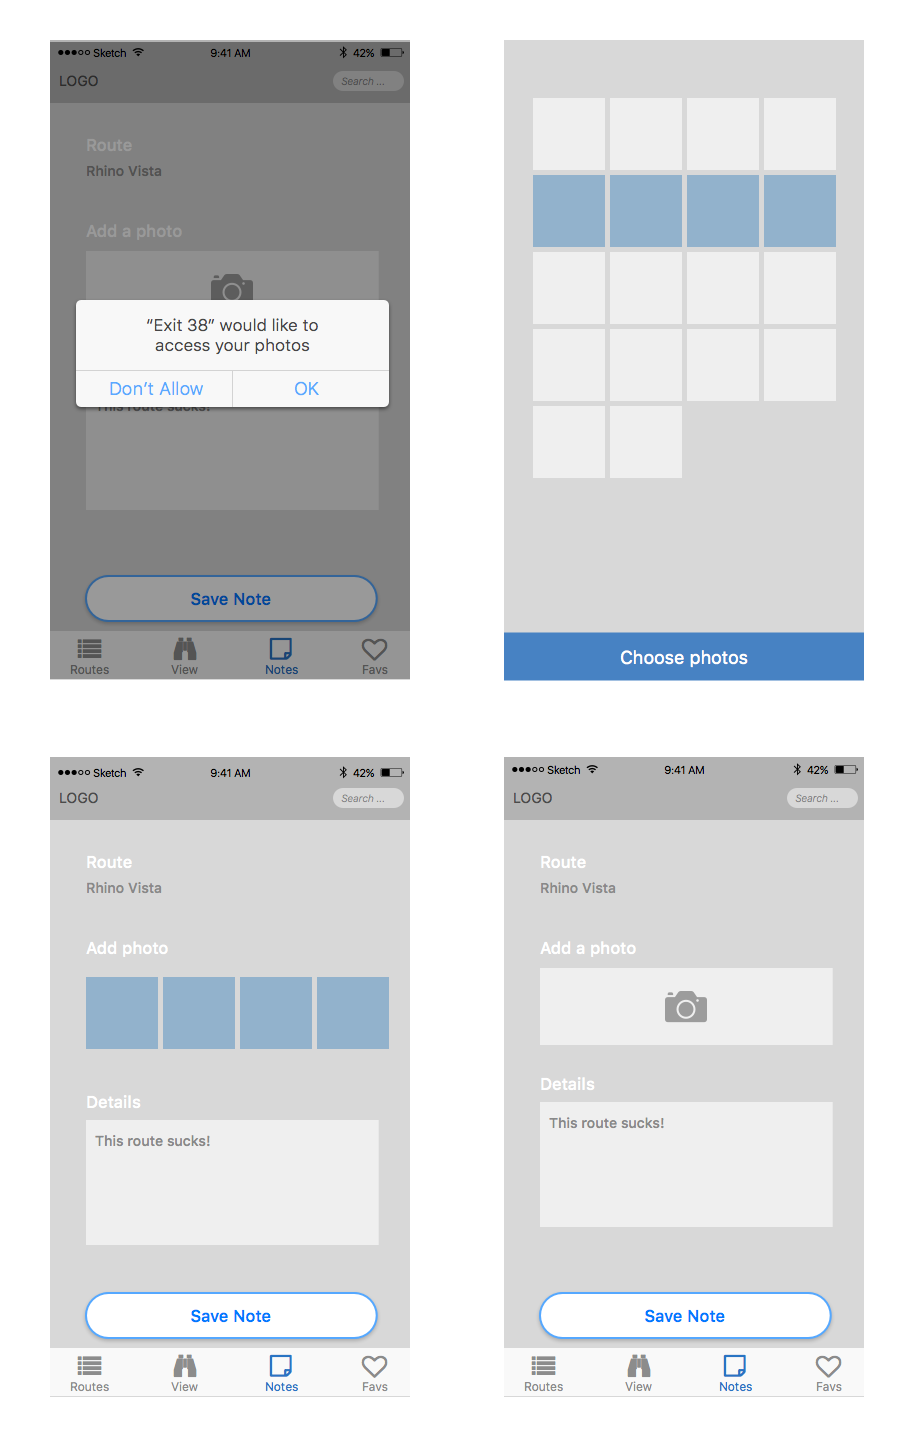 Sketch 9:41 AM 42%
LOGO Search ...
Route
Rhino Vista
Add a photo
“Exit 38” would like to
access your photos
Don’t Allow OK
This route sucks!
Save Note
Routes View Notes Favs
Choose photos
Sketch 9:41 AM 42%
LOGO Search ...
Route
Rhino Vista
Add photo
Details
This route sucks!
Save Note
Routes View Notes Favs
Sketch 9:41 AM 42%
LOGO Search ...
Route
Rhino Vista
Add a photo
Details
This route sucks!
Save Note
Routes View Notes Favs